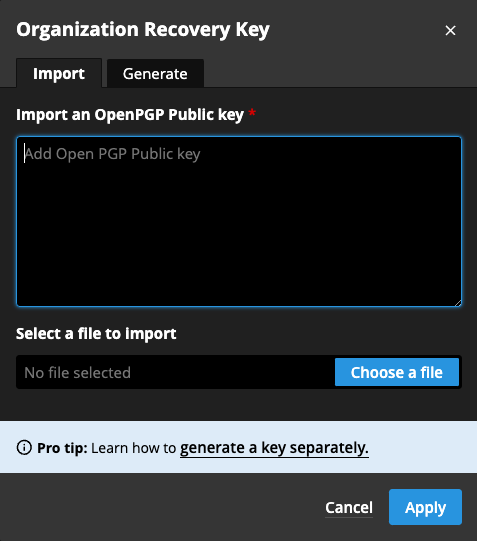 Organization Recovery Key
Import
Generate
Import an OpenPGP Public key *
Add Open PGP Public key
Select a file to import
No file selected
Choose a file
Pro tip: Learn how to generate a key separately.
Cancel
Apply